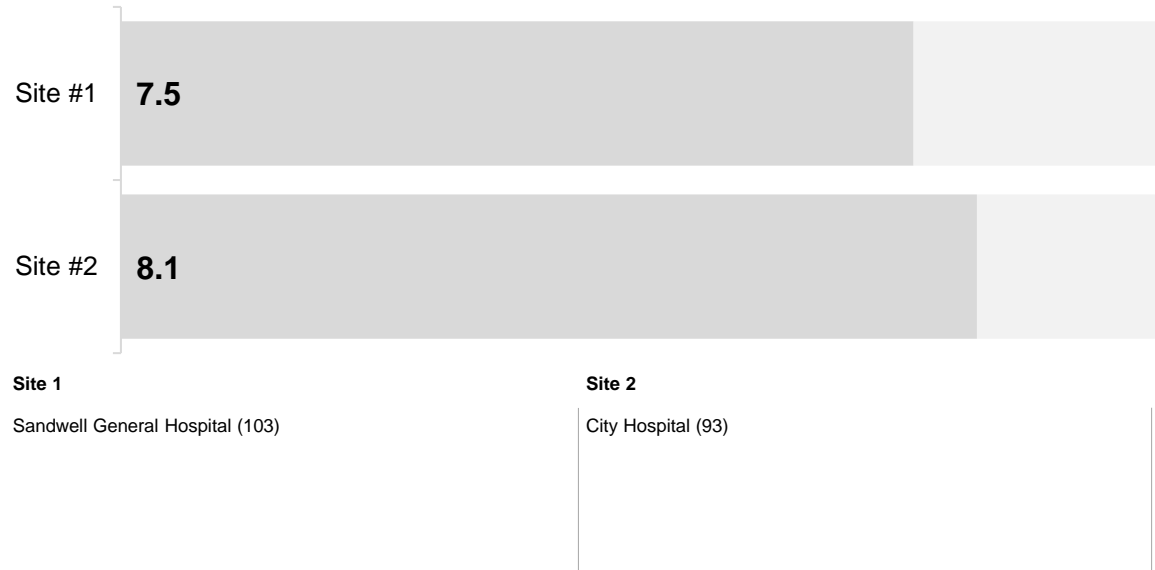 Site #1
7.5
Site #2
8.1
Site 1
Sandwell General Hospital (103)
Site 2
City Hospital (93)